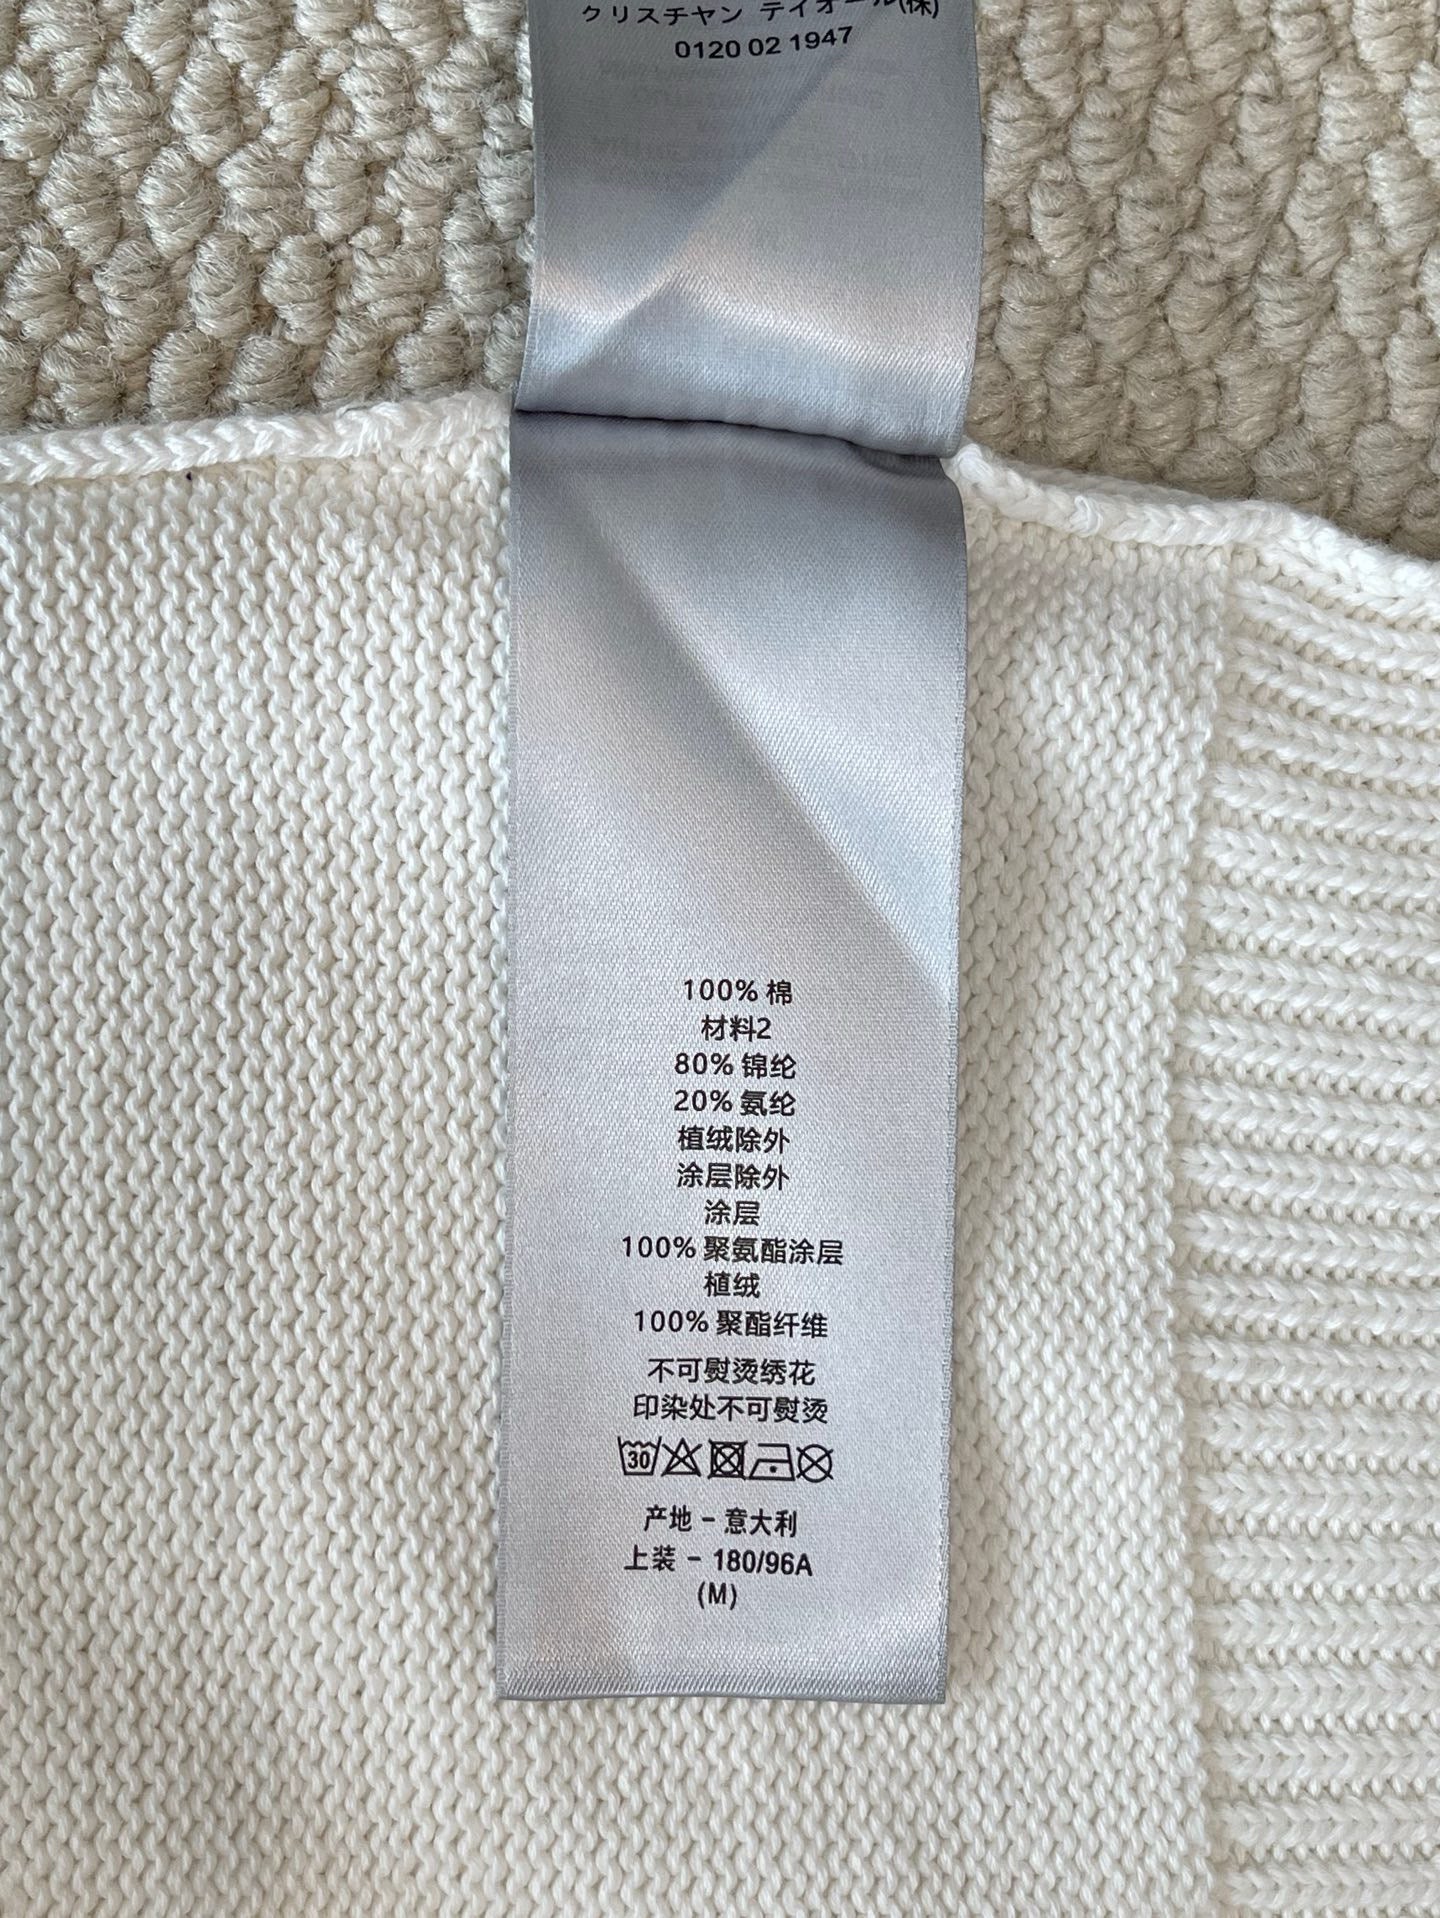 クリスチャン ディオール(株)
0120 02 1947
100% 棉
材料2
80% 锦纶
20% 氨纶
植绒除外
涂层除外
涂层
100% 聚氨酯涂层
植绒
100% 聚酯纤维
不可熨烫绣花
印染处不可熨烫
30
产地 - 意大利
上装 - 180/96A
(M)